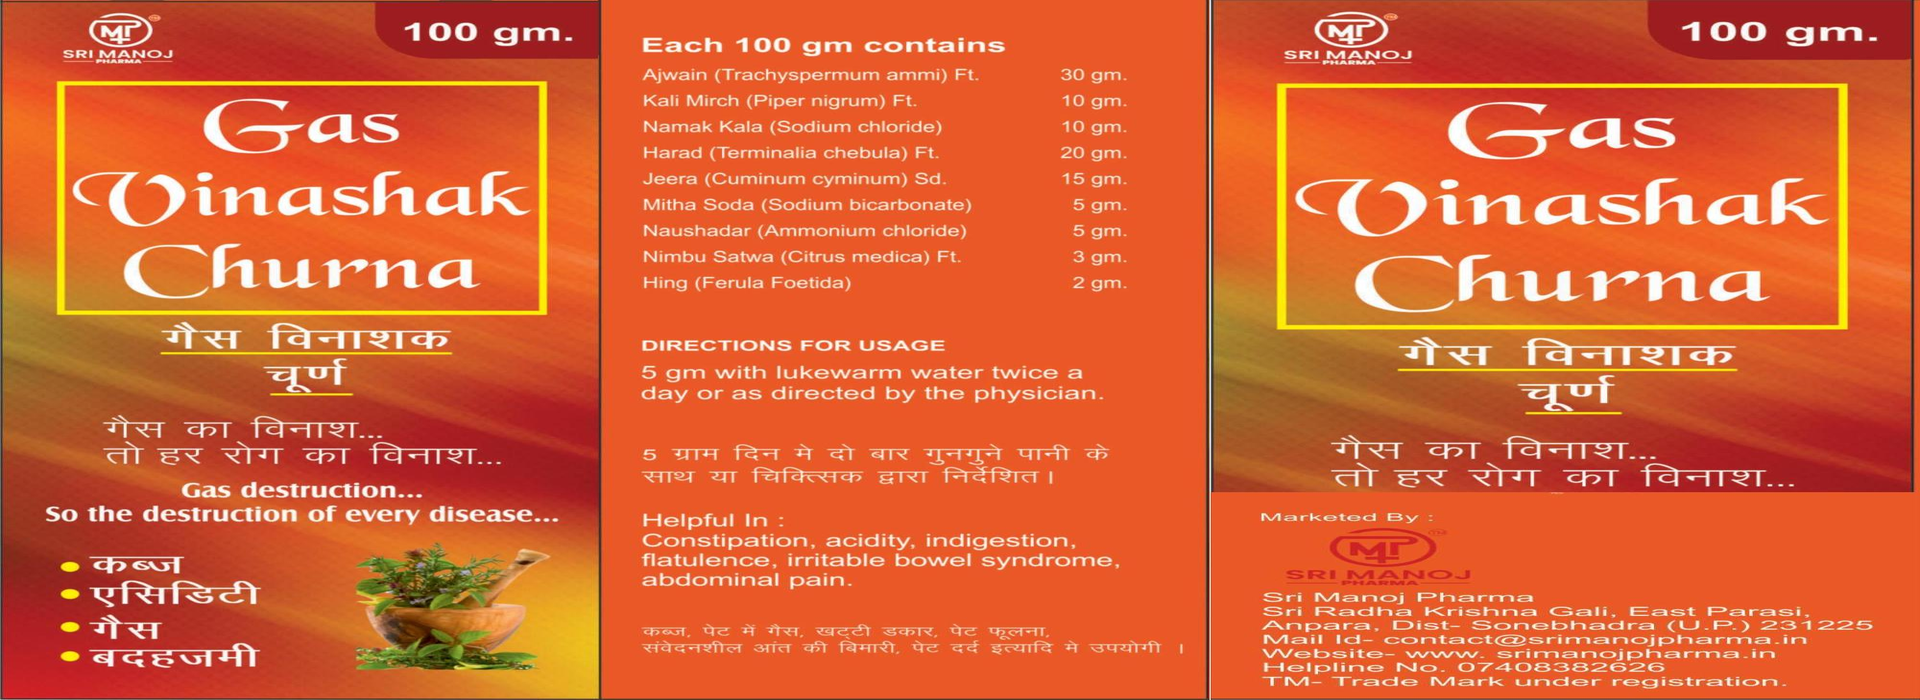 MP
SRI MANOJ
PHARMA
100 gm.
Gas
Vinashak
Churna
गैस विनाशक
चूर्ण
गैस का विनाश...
तो हर रोग का विनाश...
Gas destruction...
So the destruction of every disease...
कब्ज
एसिडिटी
गैस
बदहजमी
Each 100 gm contains
Ajwain (Trachyspermum ammi) Ft. 30 gm.
Kali Mirch (Piper nigrum) Ft. 10 gm.
Namak Kala (Sodium chloride) 10 gm.
Harad (Terminalia chebula) Ft. 20 gm.
Jeera (Cuminum cyminum) Sd. 15 gm.
Mitha Soda (Sodium bicarbonate) 5 gm.
Naushadar (Ammonium chloride) 5 gm.
Nimbu Satwa (Citrus medica) Ft. 3 gm.
Hing (Ferula Foetida) 2 gm.
DIRECTIONS FOR USAGE
5 gm with lukewarm water twice a
day or as directed by the physician.
5 ग्राम दिन मे दो बार गुनगुने पानी के
साथ या चिकित्सक द्वारा निर्देशित।
Helpful In :
Constipation, acidity, indigestion,
flatulence, irritable bowel syndrome,
abdominal pain.
कब्ज, पेट में गैस, खट्टी डकार, पेट फूलना,
संवेदनशील आंत की बिमारी, पेट दर्द इत्यादि मे उपयोगी ।
MP
TM
SRI MANOJ
PHARMA
100 gm.
Gas
Vinashak
Churna
गैस विनाशक
चूर्ण
गैस का विनाश...
तो हर रोग का विनाश...
Marketed By :
MP
TM
SRI MANOJ
PHARMA
Sri Manoj Pharma
Sri Radha Krishna Gali, East Parasi,
Anpara, Dist- Sonebhadra (U.P.) 231225
Mail Id- contact@srimanojpharma.in
Website- www. srimanojpharma.in
Helpline No. 07408382626
TM- Trade Mark under registration.